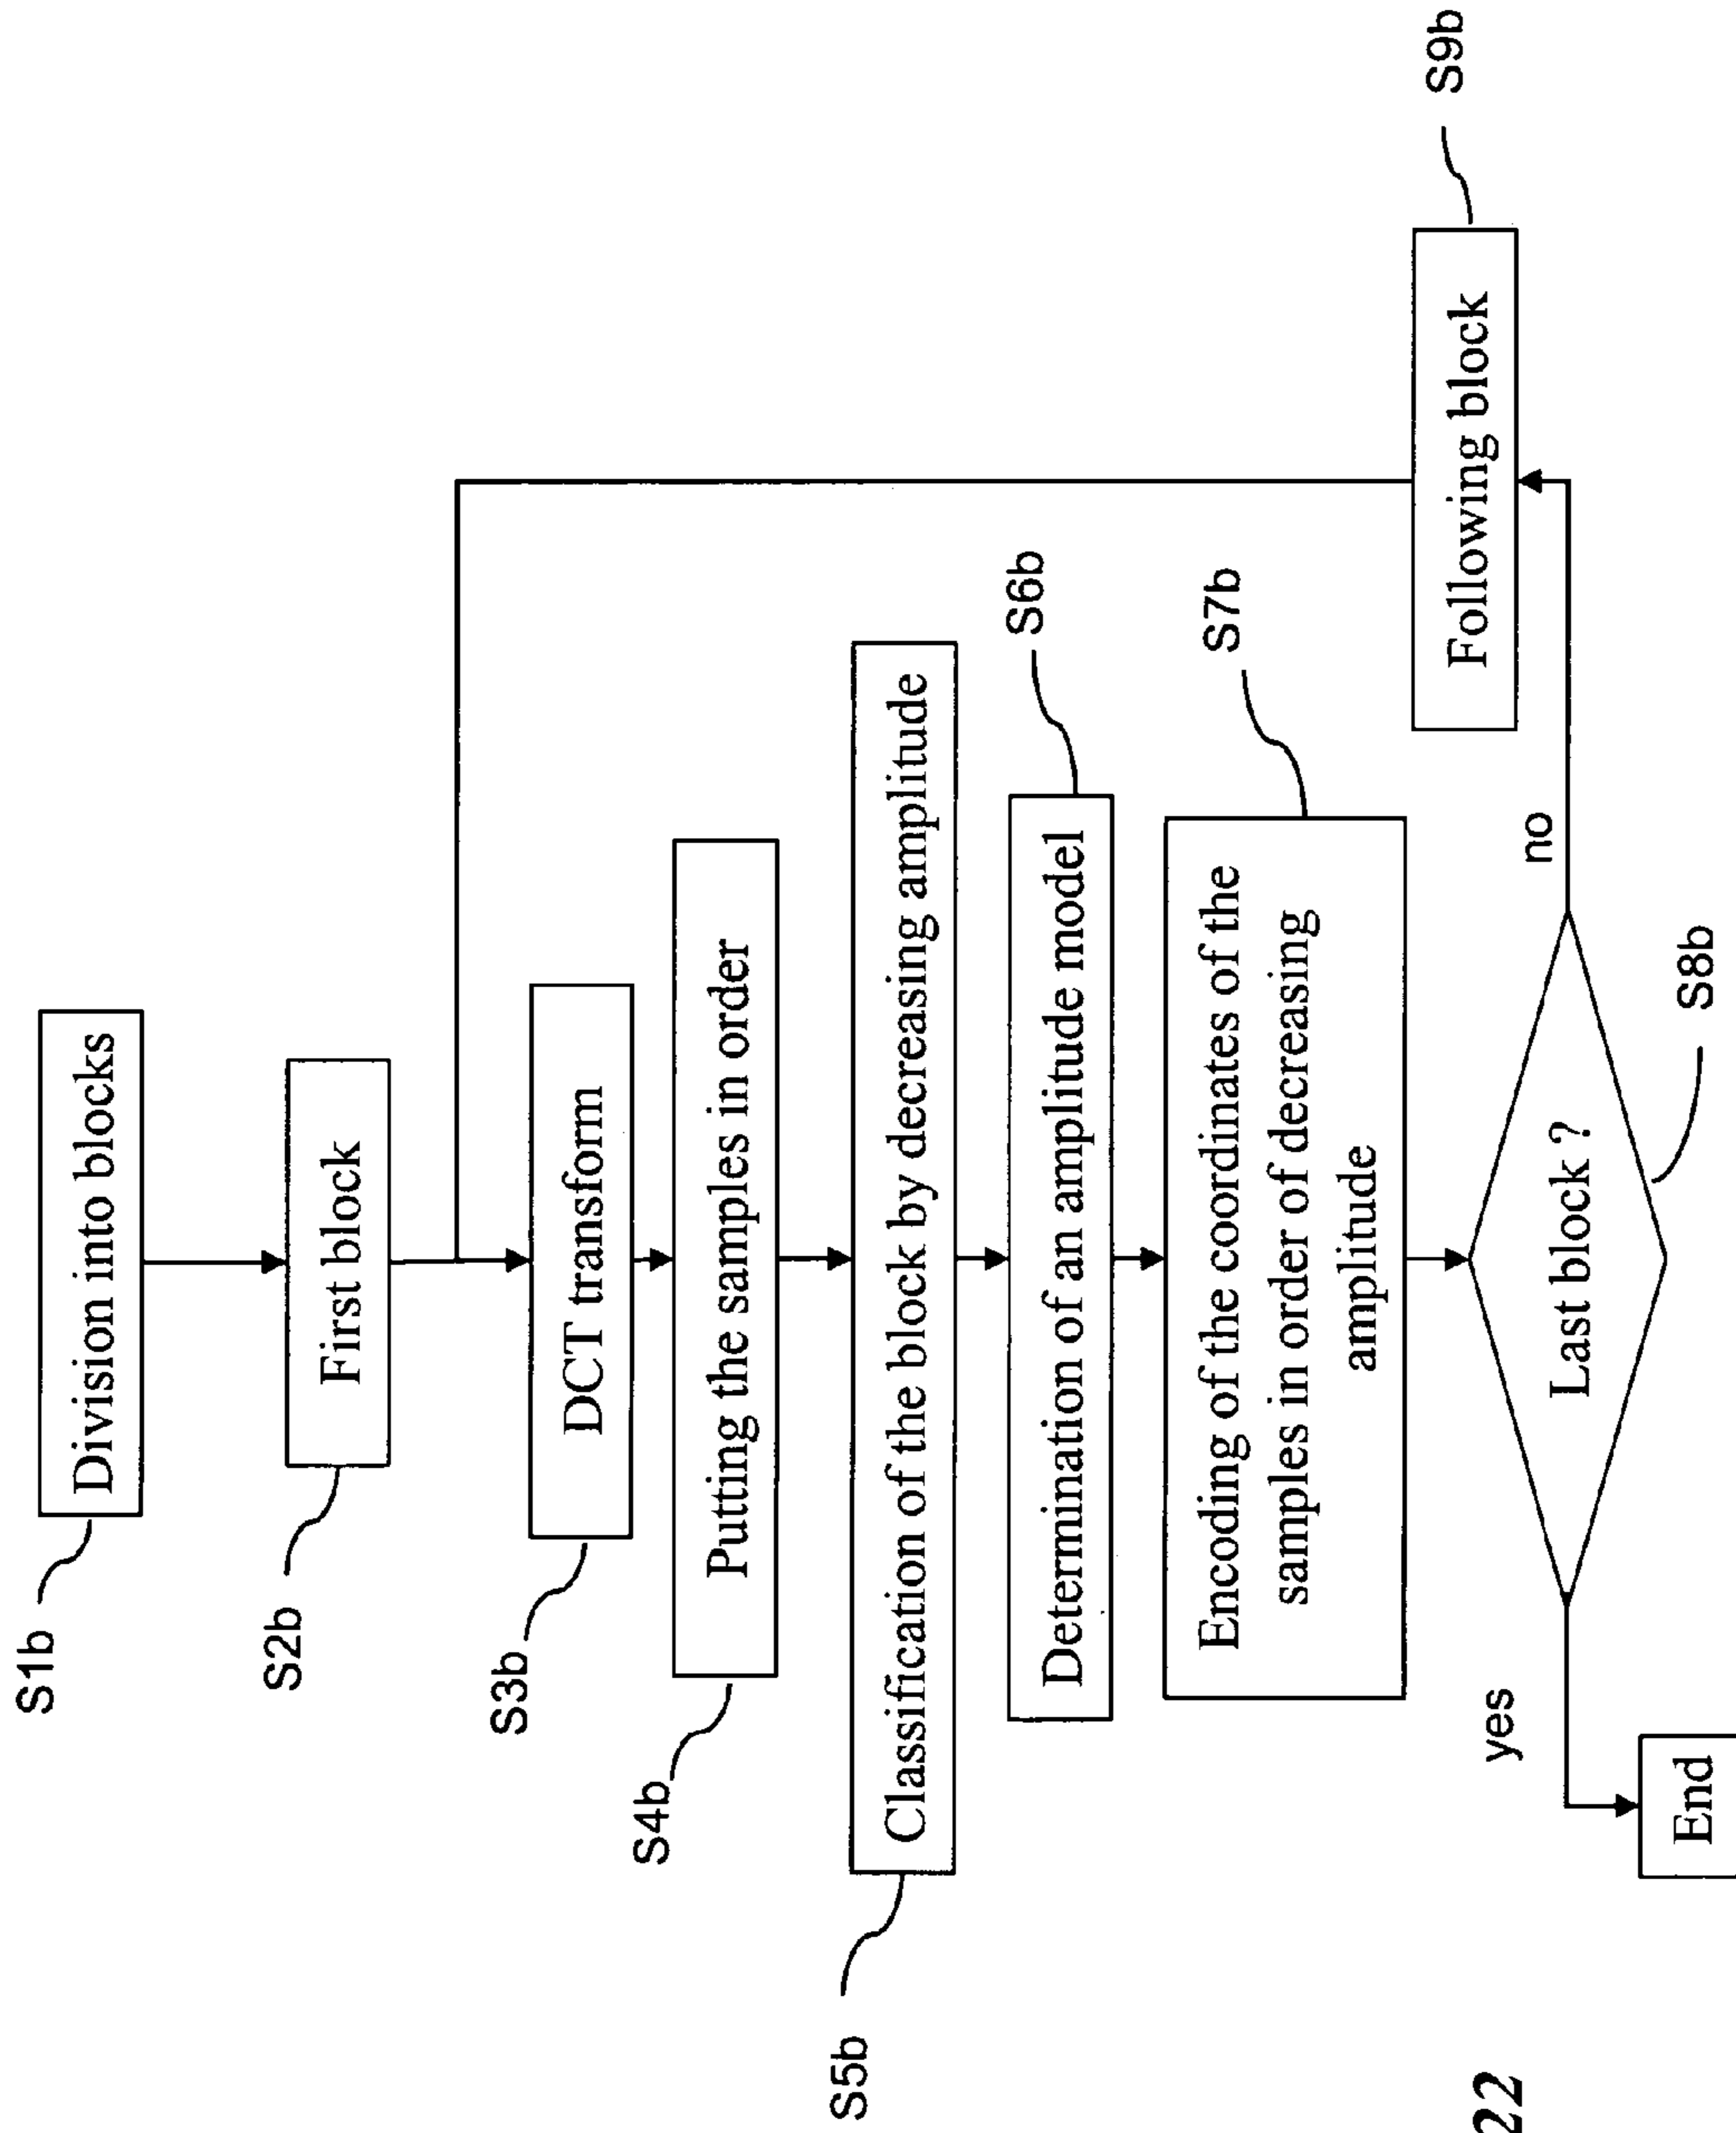 S1b
Division into blocks
S2b
First block
S3b
DCT transform
S4b
Putting the samples in order
S5b
Classification of the block by decreasing amplitude
Determination of an amplitude model
S6b
Encoding of the coordinates of the
samples in order of decreasing
amplitude
S7b
yes
Last block ?
no
S8b
Following block
S9b
End
22